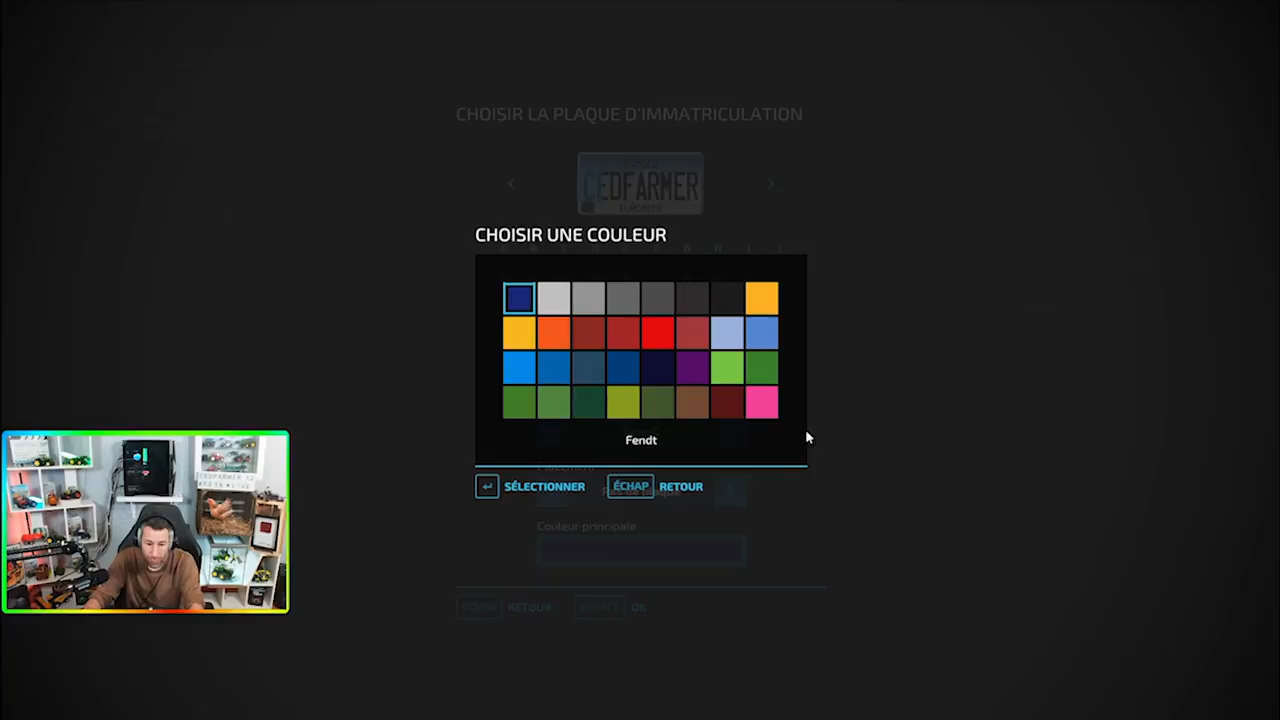 CHOISIR LA PLAQUE D'IMMATRICULATION
CEDFARMER
CHOISIR UNE COULEUR
Fendt
SÉLECTIONNER
ÉCHAP RETOUR
Couleur principale
RETOUR
OK